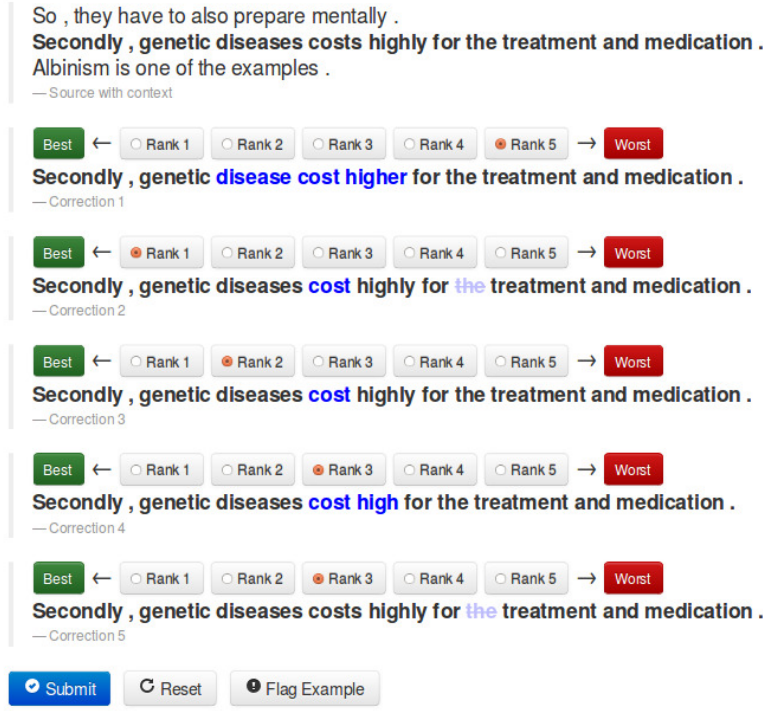 So , they have to also prepare mentally .
Secondly , genetic diseases costs highly for the treatment and medication .
Albinism is one of the examples .
— Source with context
Best ← Rank 1 Rank 2 Rank 3 Rank 4 Rank 5 → Worst
Secondly , genetic disease cost higher for the treatment and medication .
— Correction 1
Best ← Rank 1 Rank 2 Rank 3 Rank 4 Rank 5 → Worst
Secondly , genetic diseases cost highly for the treatment and medication .
— Correction 2
Best ← Rank 1 Rank 2 Rank 3 Rank 4 Rank 5 → Worst
Secondly , genetic diseases cost highly for the treatment and medication .
— Correction 3
Best ← Rank 1 Rank 2 Rank 3 Rank 4 Rank 5 → Worst
Secondly , genetic diseases cost high for the treatment and medication .
— Correction 4
Best ← Rank 1 Rank 2 Rank 3 Rank 4 Rank 5 → Worst
Secondly , genetic diseases costs highly for the treatment and medication .
— Correction 5
Submit Reset Flag Example